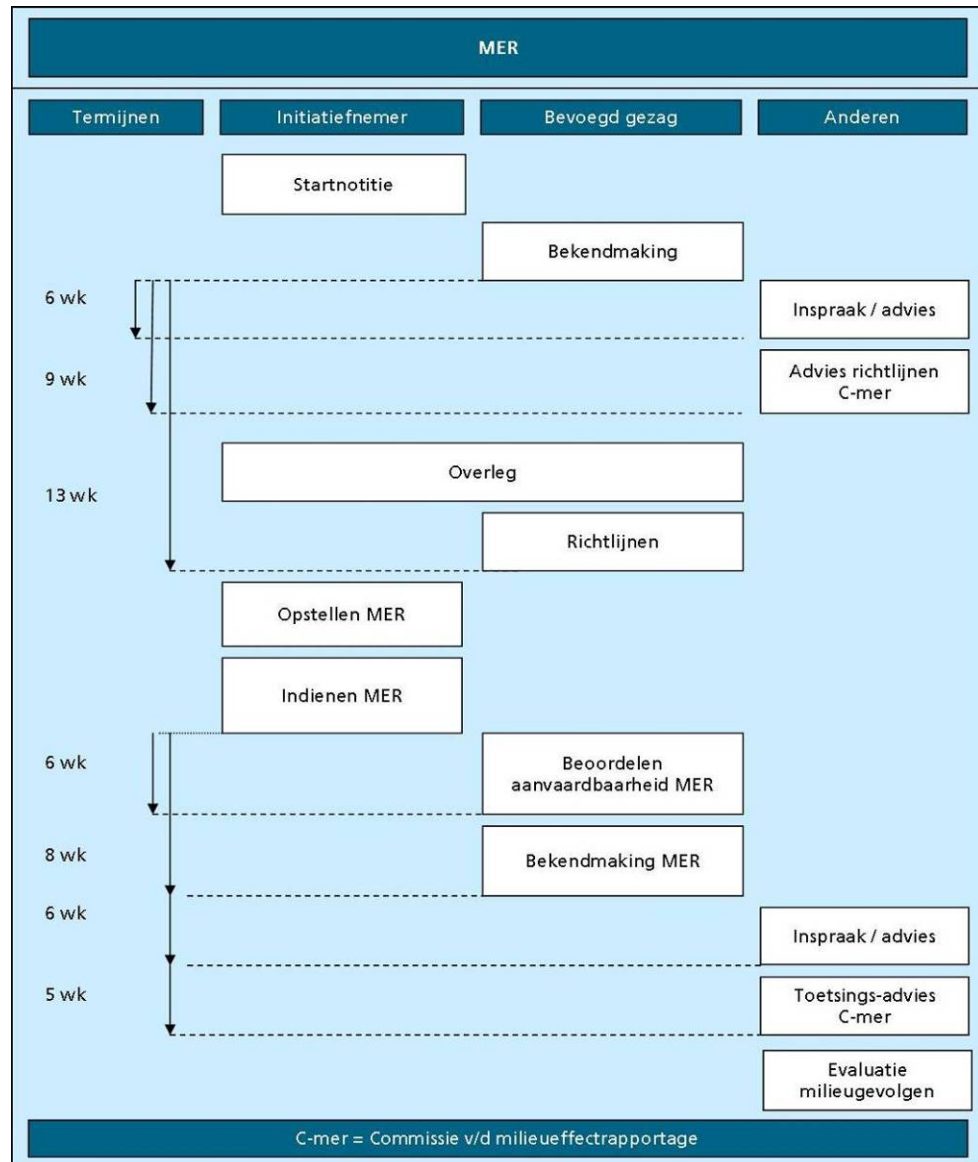 MER
Termijnen
Initiatiefnemer
Bevoegd gezag
Anderen
Startnotitie
Bekendmaking
6 wk
Inspraak / advies
9 wk
Advies richtlijnen
C-mer
Overleg
13 wk
Richtlijnen
Opstellen MER
Indienen MER
6 wk
Beoordelen
aanvaardbaarheid MER
8 wk
Bekendmaking MER
6 wk
Inspraak / advies
5 wk
Toetsings-advies
C-mer
Evaluatie
milieugevolgen
C-mer = Commissie v/d milieueffectrapportage